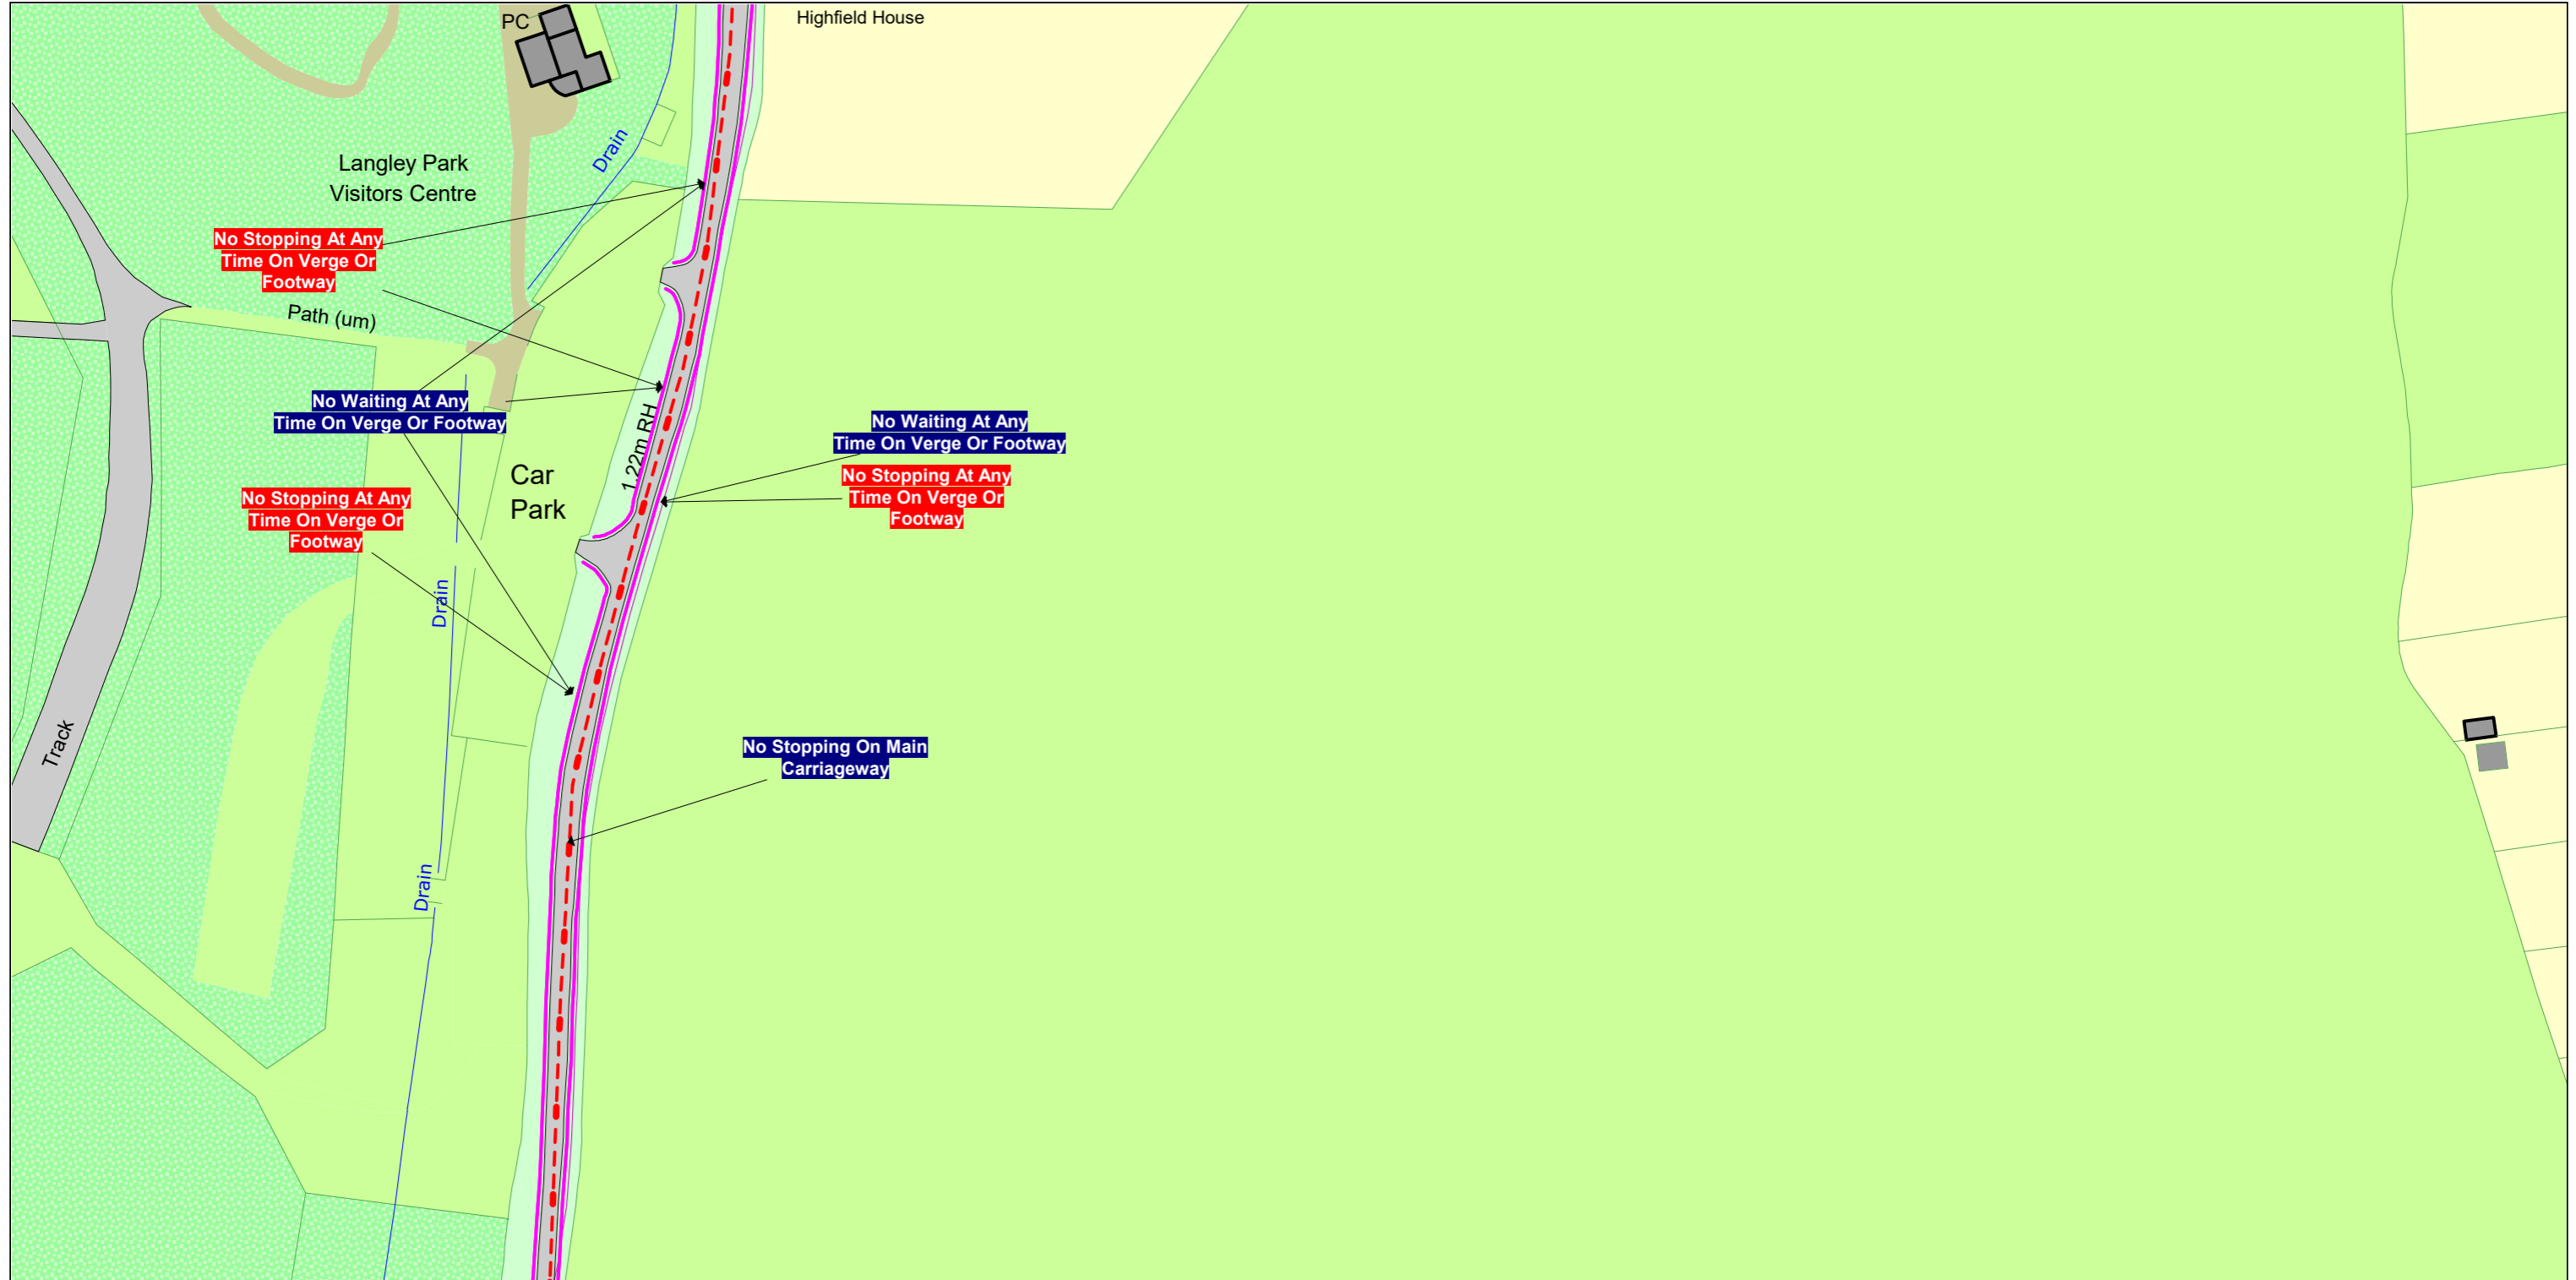 PC
Highfield House
Drain
Langley Park
Visitors Centre
No Stopping At Any
Time On Verge Or
Footway
Path (um)
No Waiting At Any
Time On Verge Or Footway
1.22m RH
No Waiting At Any
Time On Verge Or Footway
Car
Park
No Stopping At Any
Time On Verge Or
Footway
No Stopping At Any
Time On Verge Or
Footway
Drain
Track
No Stopping On Main
Carriageway
Drain